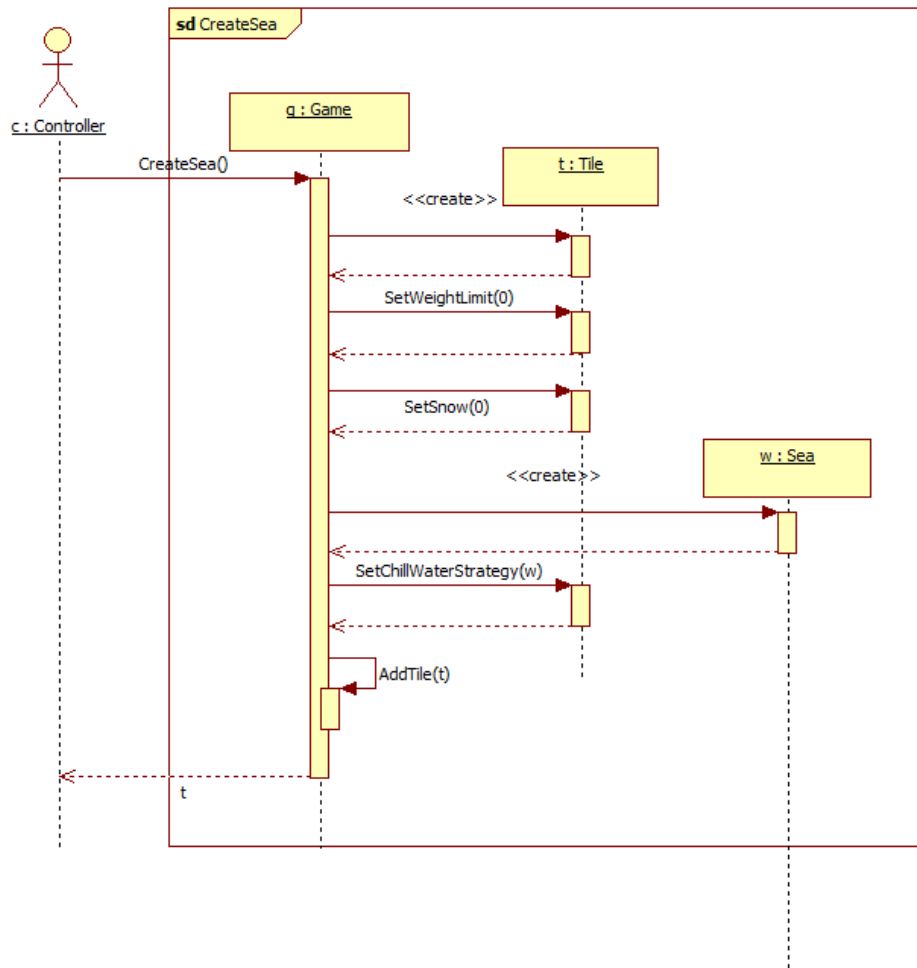 sd CreateSea
g : Game
c : Controller
CreateSea()
t : Tile
<<create>>
SetWeightLimit(0)
SetSnow(0)
w : Sea
<<create>>
SetChillWaterStrategy(w)
AddTile(t)
t